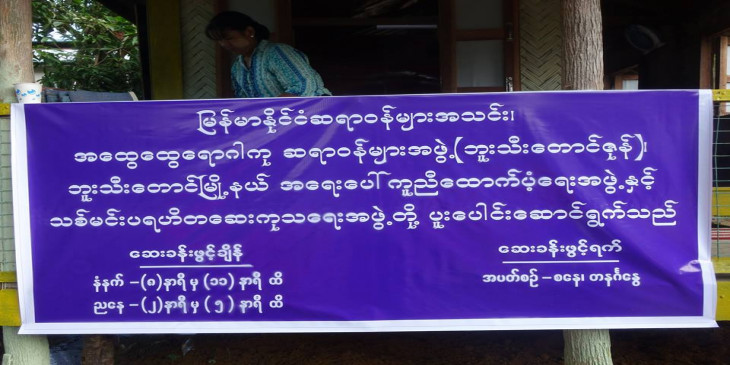 မြန်မာနိုင်ငံဆရာဝန်များအသင်း၊
အထွေထွေရောဂါကု ဆရာဝန်များအဖွဲ့(ဘူးသီးတောင်ဇုန်)၊
ဘူးသီးတောင်မြို့နယ် အရေးပေါ် ကူညီထောက်ပံ့ရေးအဖွဲ့နှင့်
သစ်မင်းပရဟိတဆေးကုသရေးအဖွဲ့တို့ ပူးပေါင်းဆောင်ရွက်သည်
ဆေးခန်းဖွင့်ချိန်
နံနက် -(၈)နာရီ မှ (၁၁) နာရီ ထိ
ညနေ -(၂)နာရီ မှ (၅) နာရီ ထိ
ဆေးခန်းဖွင့်ရက်
အပတ်စဉ် - စနေ၊ တနင်္ဂနွေ